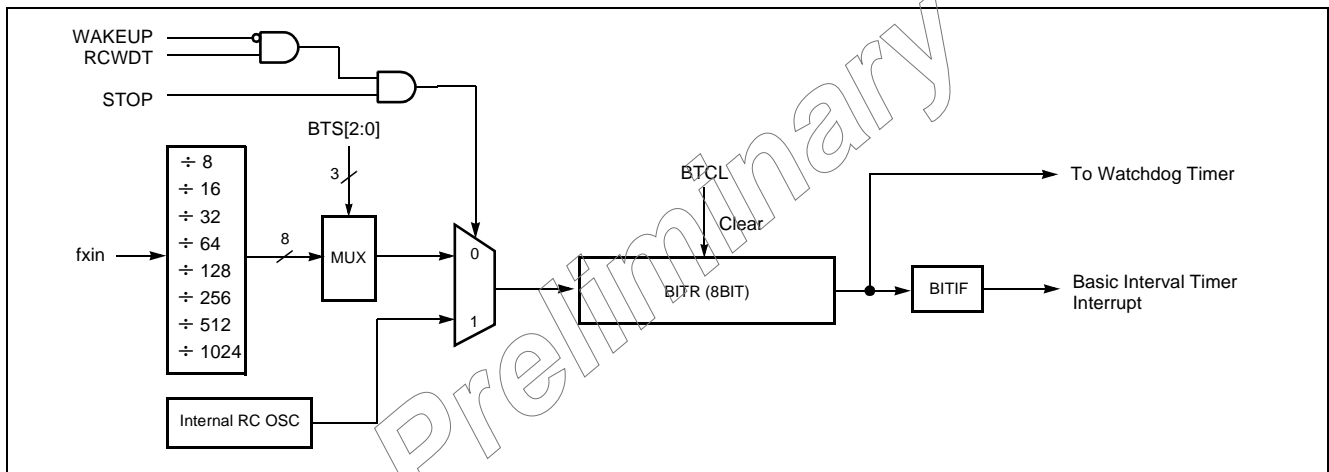 WAKEUP
RCWDT
STOP
BTS[2:0]
3
÷ 8
÷ 16
÷ 32
÷ 64
÷ 128
÷ 256
÷ 512
÷ 1024
fxin
8
MUX
0
1
Internal RC OSC
BTCL
Clear
BITR (8BIT)
To Watchdog Timer
BITIF
Basic Interval Timer
Interrupt
Preliminary